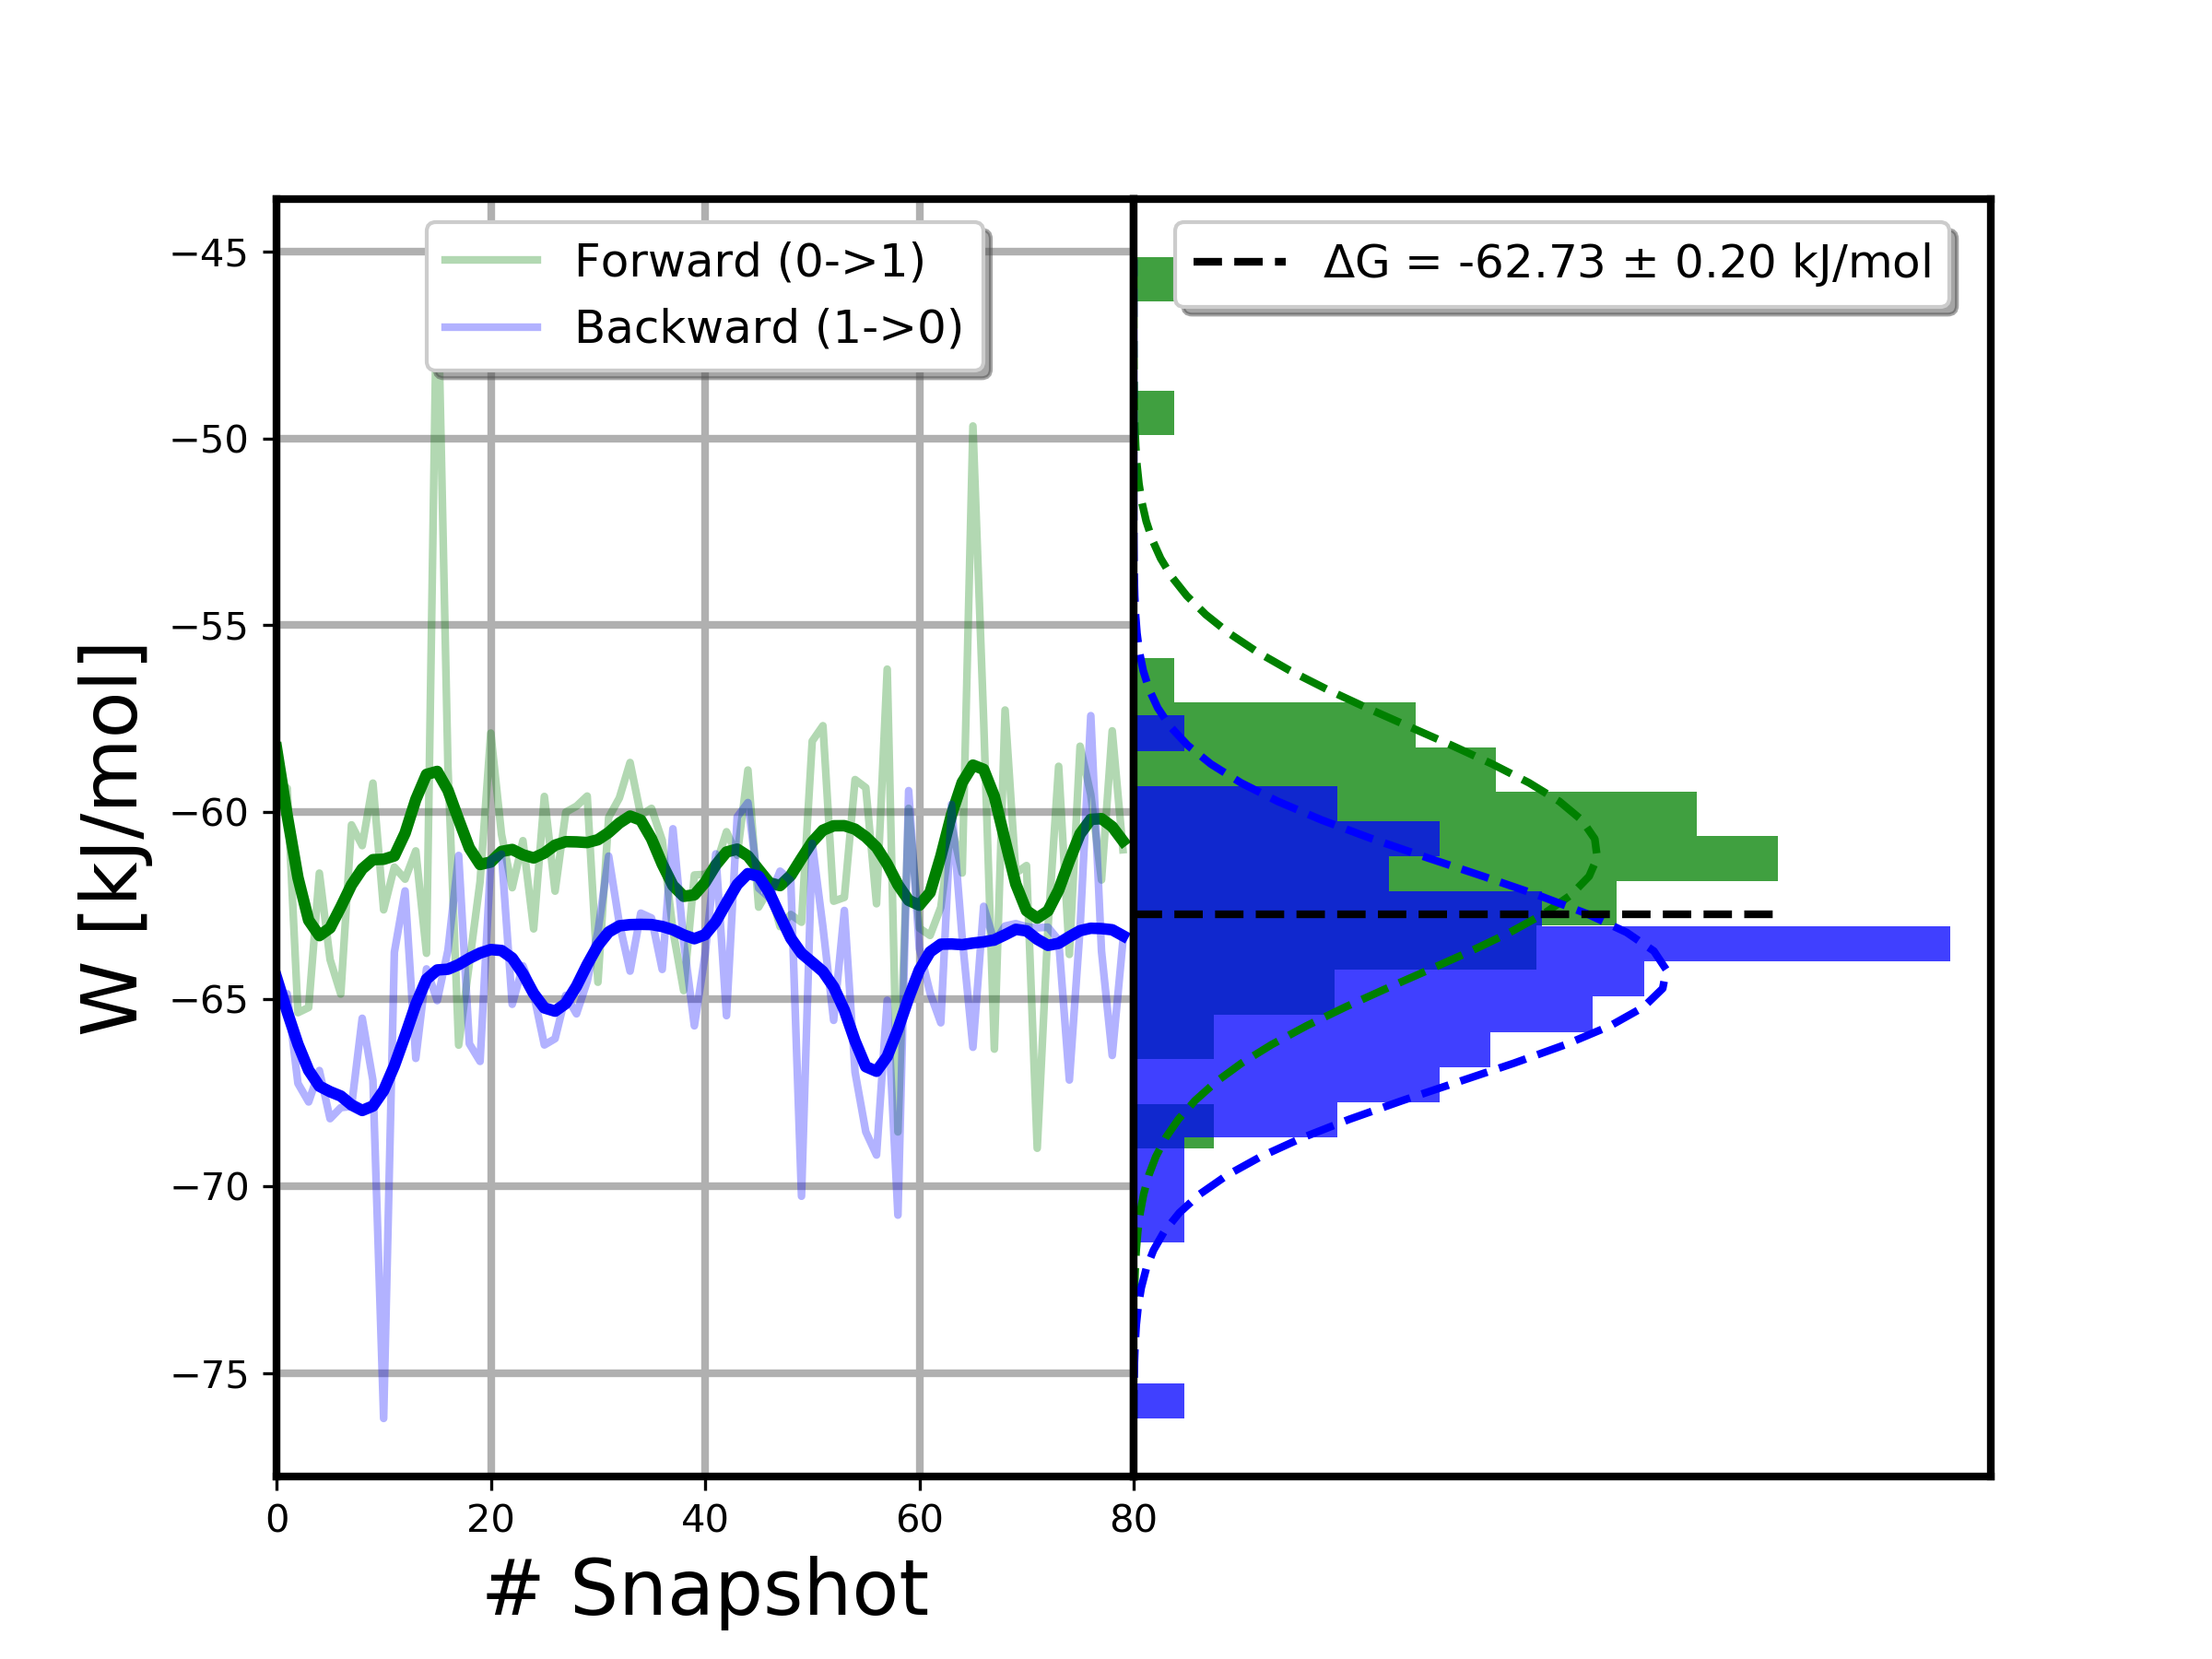 Forward (0->1)
Backward (1->0)
ΔG = -62.73 ± 0.20 kJ/mol
−45
−50
−55
−60
−65
−70
−75
W [kJ/mol]
0 20 40 60 80
# Snapshot